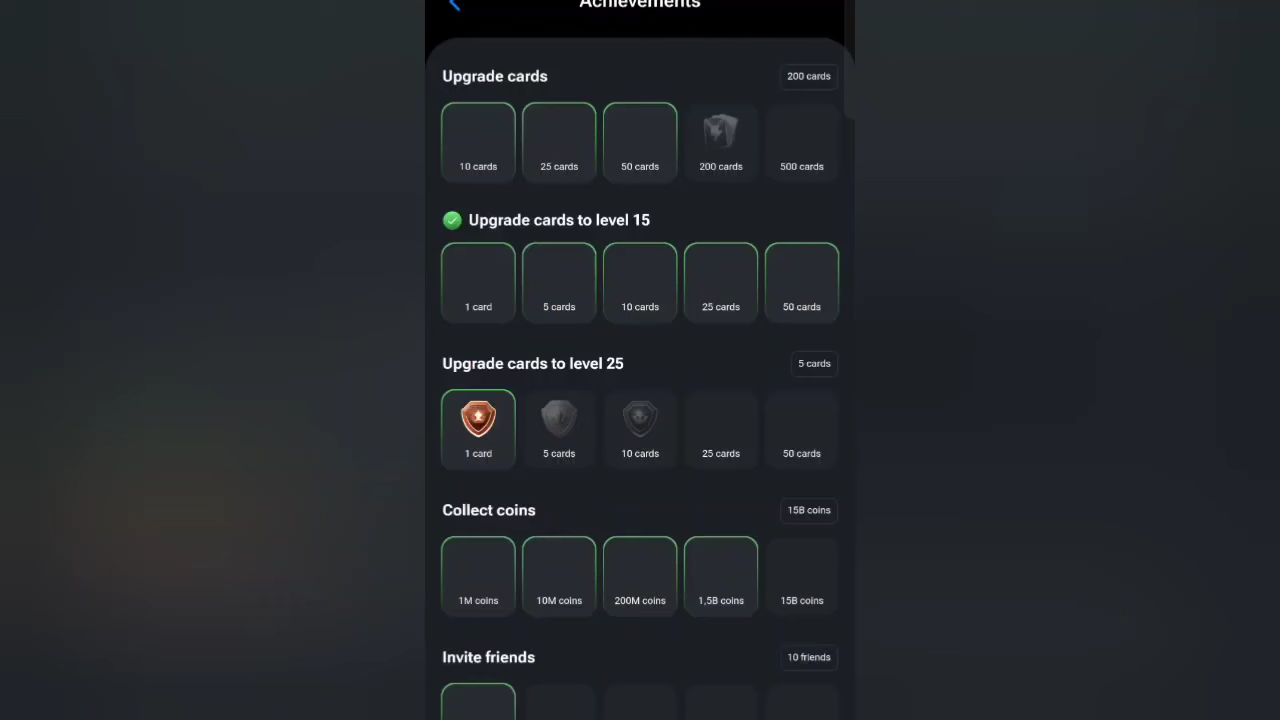 Achievements
Upgrade cards
200 cards
10 cards
25 cards
50 cards
200 cards
500 cards
Upgrade cards to level 15
1 card
5 cards
10 cards
25 cards
50 cards
Upgrade cards to level 25
5 cards
1 card
5 cards
10 cards
25 cards
50 cards
Collect coins
15B coins
1M coins
10M coins
200M coins
1,5B coins
15B coins
Invite friends
10 friends